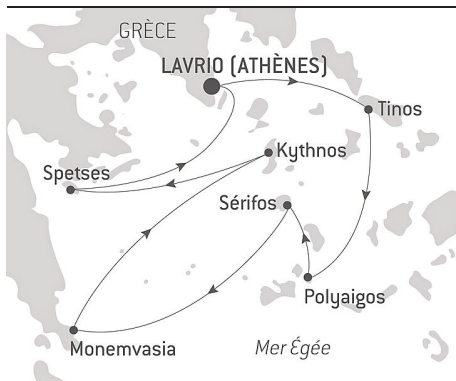 GRÈCE
LAVRIO (ATHÈNES)
Tinos
Kythnos
Spetses
Sérifos
Polyaigos
Monemvasia
Mer Égée